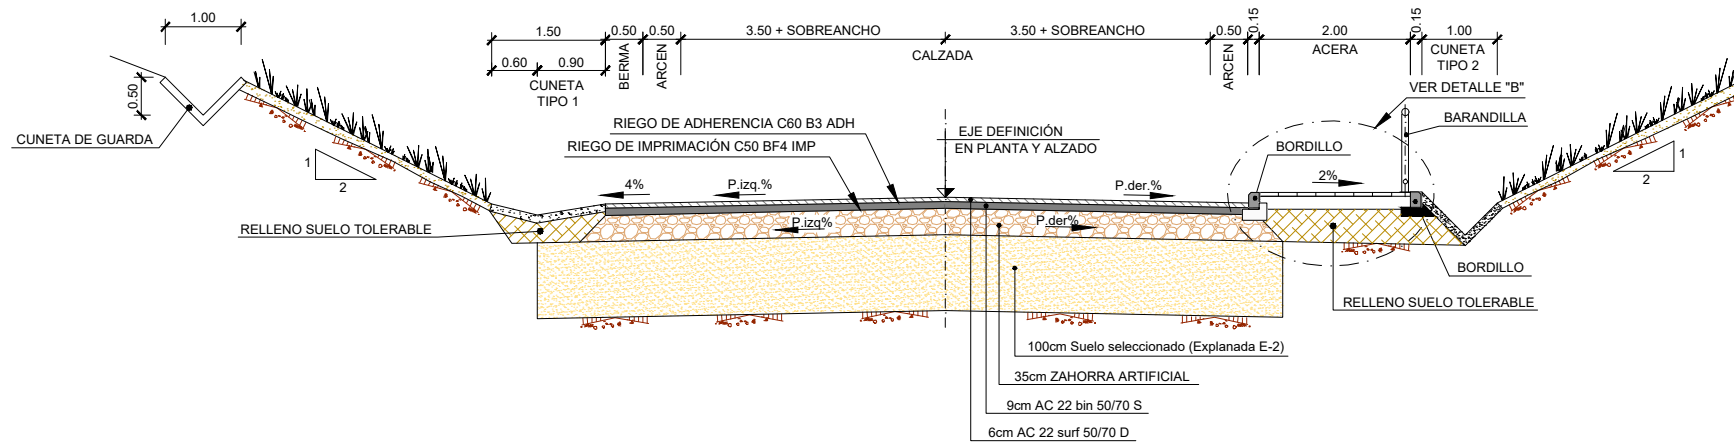 1.00
1.50
0.50
0.50
3.50 + SOBREANCHO
3.50 + SOBREANCHO
0.50
0.15
2.00
0.15
1.00
0.60
0.90
BERMA
ARCEN
CALZADA
ARCEN
ACERA
CUNETA
TIPO 2
CUNETA
TIPO 1
0.50
VER DETALLE "B"
CUNETA DE GUARDA
RIEGO DE ADHERENCIA C60 B3 ADH
RIEGO DE IMPRIMACIÓN C50 BF4 IMP
EJE DEFINICIÓN
EN PLANTA Y ALZADO
BORDILLO
BARANDILLA
1
2
1
2
4%
P.izq.%
P.der.%
2%
RELLENO SUELO TOLERABLE
P.izq%
P.der%
BORDILLO
RELLENO SUELO TOLERABLE
100cm Suelo seleccionado (Explanada E-2)
35cm ZAHORRA ARTIFICIAL
9cm AC 22 bin 50/70 S
6cm AC 22 surf 50/70 D